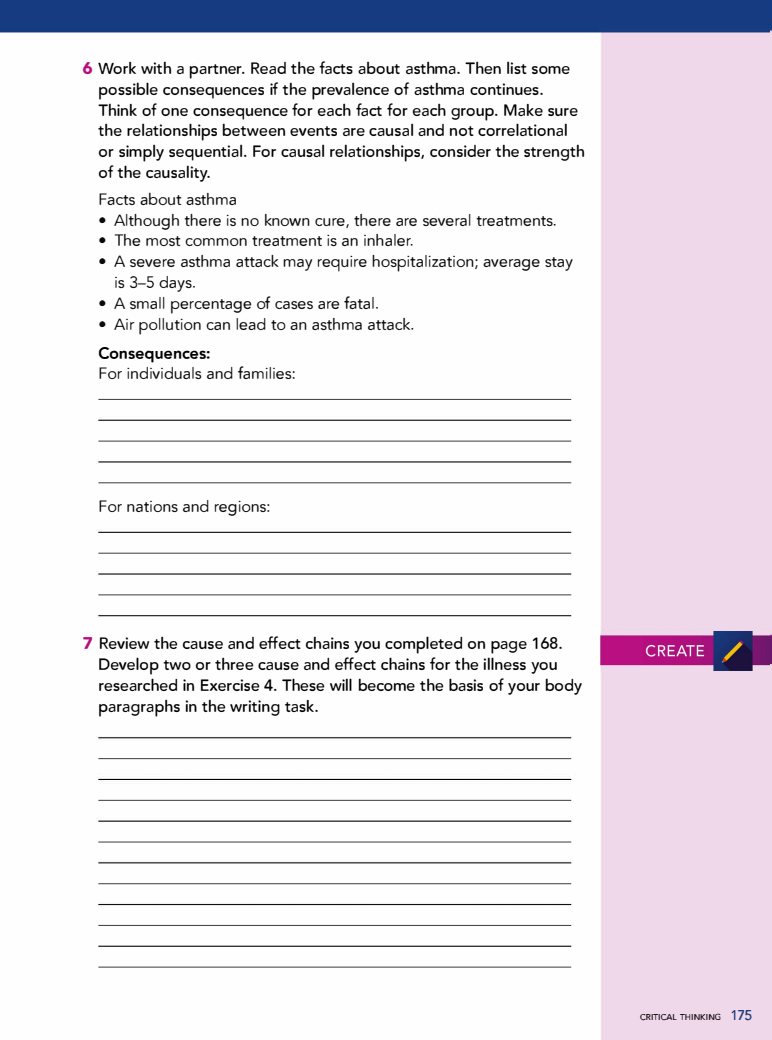 6 Work with a partner. Read the facts about asthma. Then list some
possible consequences if the prevalence of asthma continues.
Think of one consequence for each fact for each group. Make sure
the relationships between events are causal and not correlational
or simply sequential. For causal relationships, consider the strength
of the causality.
Facts about asthma
• Although there is no known cure, there are several treatments.
• The most common treatment is an inhaler.
• A severe asthma attack may require hospitalization; average stay
is 3–5 days.
• A small percentage of cases are fatal.
• Air pollution can lead to an asthma attack.
Consequences:
For individuals and families:
For nations and regions:
7 Review the cause and effect chains you completed on page 168.
Develop two or three cause and effect chains for the illness you
researched in Exercise 4. These will become the basis of your body
paragraphs in the writing task.
CREATE
CRITICAL THINKING 175